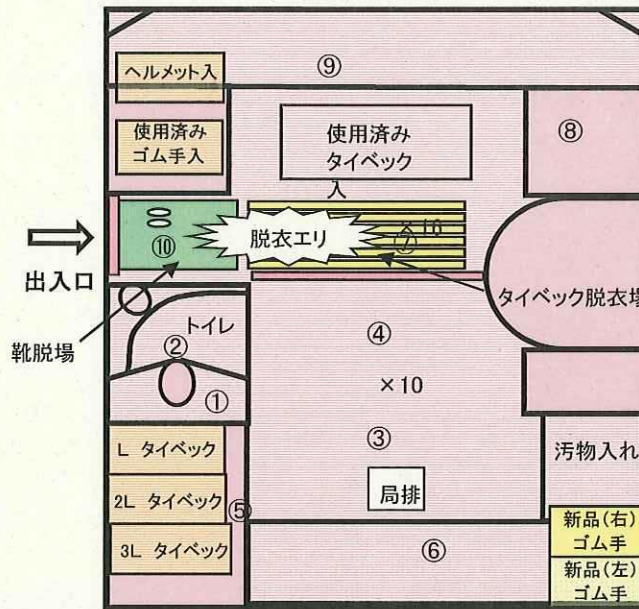 ⑨
ヘルメット入
使用済み
ゴム手入
使用済み
タイベック
入
⑧
出入口
⑩
脱衣エリ
×16
⑦
タイベック脱衣場
靴脱場
トイレ
②
①
④
×10
③
局排
汚物入れ
L タイベック
2L タイベック
3L タイベック
⑤
⑥
新品(右)
ゴム手
新品(左)
ゴム手